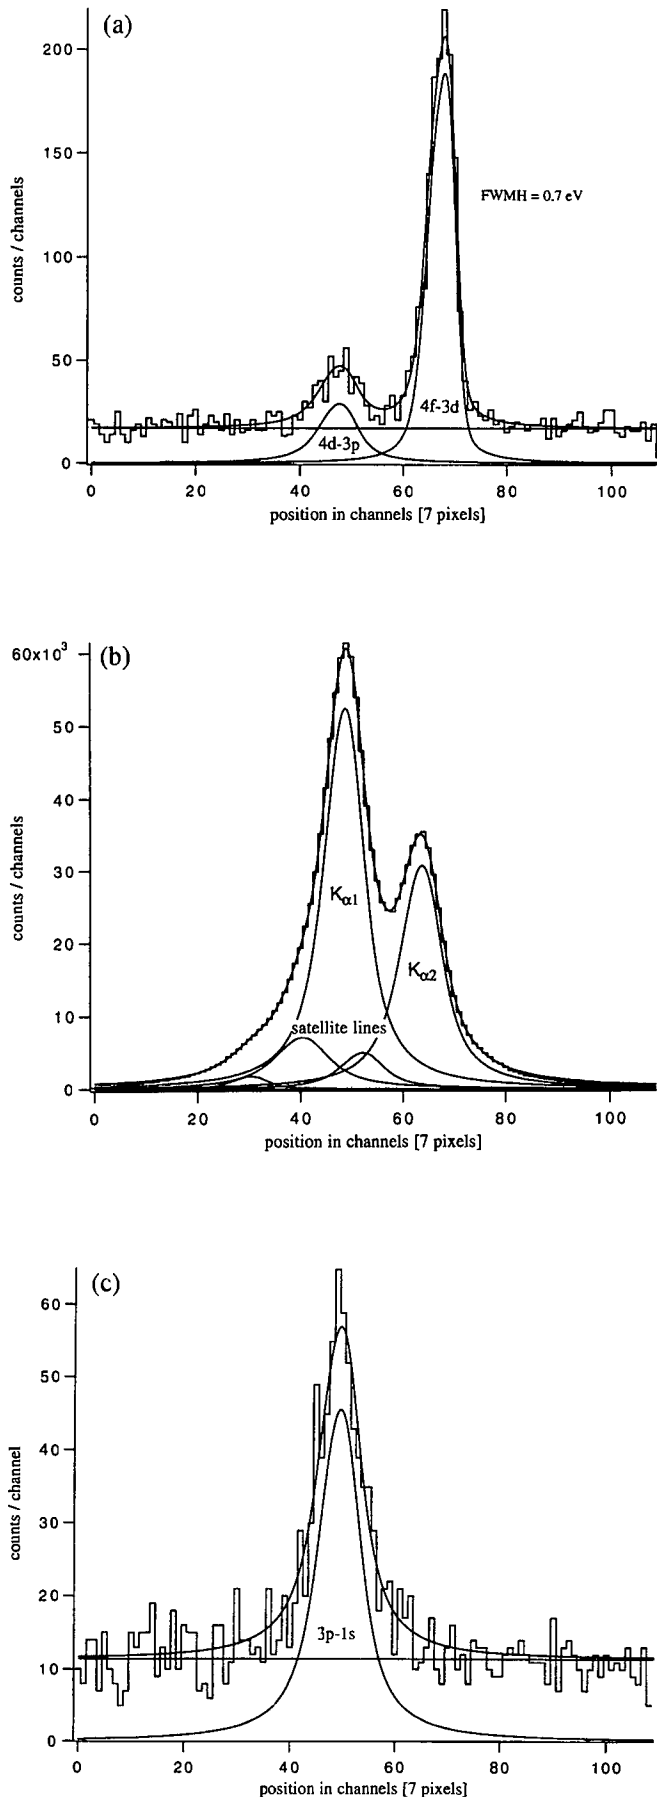 (a)
200
150
100
50
0
counts / channels
FWMH = 0.7 eV
4f-3d
4d-3p
0 20 40 60 80 100
position in channels [7 pixels]
(b)
60x10³
50
40
30
20
10
0
counts / channels
Kα1
Kα2
satellite lines
0 20 40 60 80 100
position in channels [7 pixels]
(c)
60
50
40
30
20
10
0
counts / channel
3p-1s
0 20 40 60 80 100
position in channels [7 pixels]